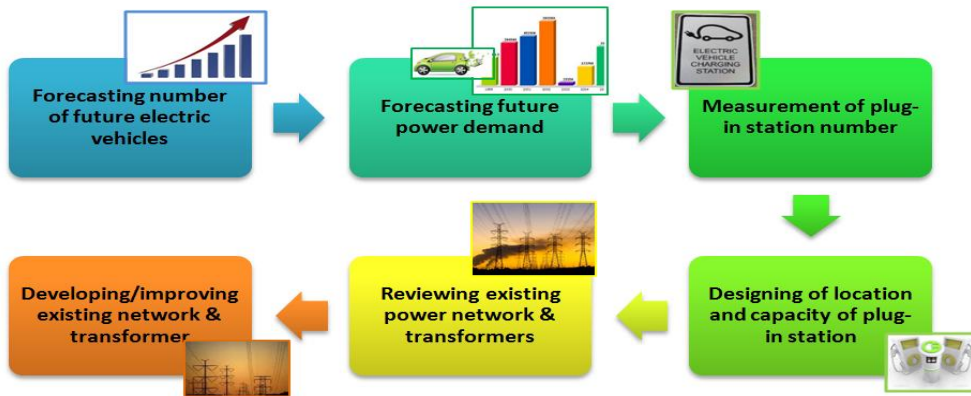 Forecasting number
of future electric
vehicles
Forecasting future
power demand
ELECTRIC
VEHICLE
CHARGING
STATION
Measurement of plug-
in station number
Designing of location
and capacity of plug-
in station
Reviewing existing
power network &
transformers
Developing/improving
existing network &
transformer